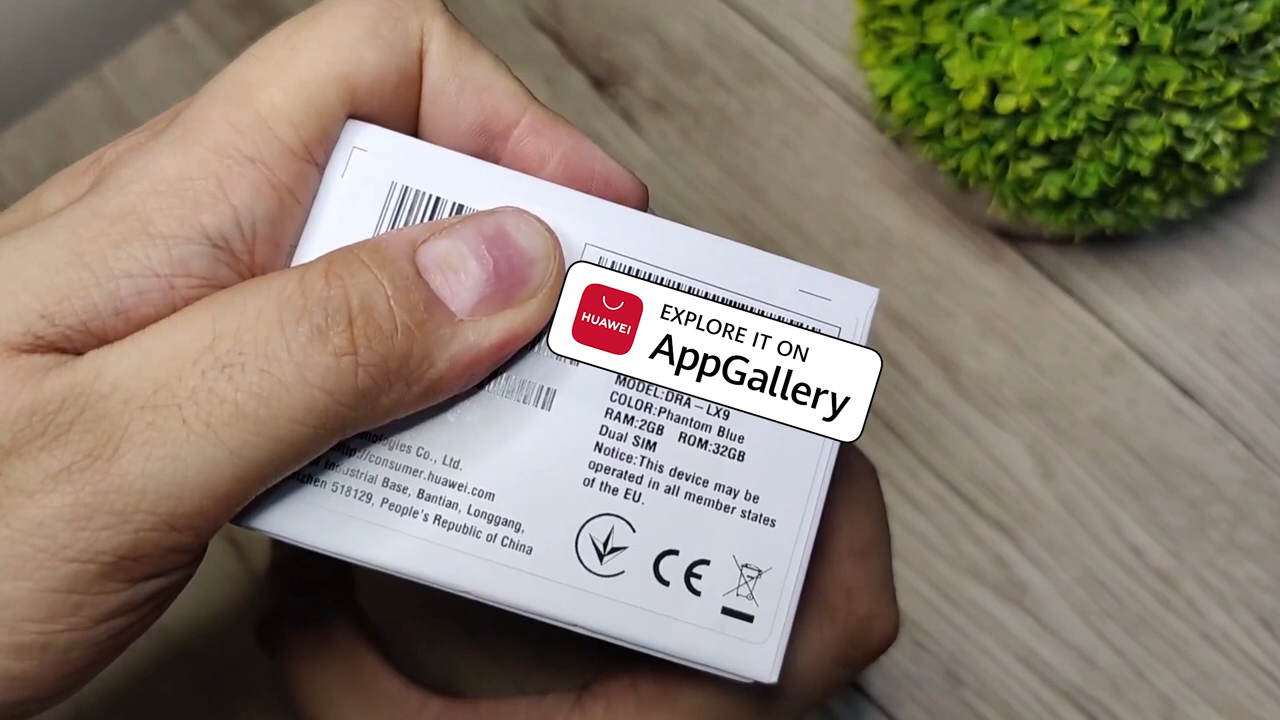 HUAWEI
EXPLORE IT ON
AppGallery
MODEL:DRA-LX9
COLOR:Phantom Blue
RAM:2GB ROM:32GB
Dual SIM
Notice:This device may be
operated in all member states
of the EU.
Co., Ltd.
http://consumer.huawei.com
Industrial Base, Bantian, Longgang,
518129, People's Republic of China
CE